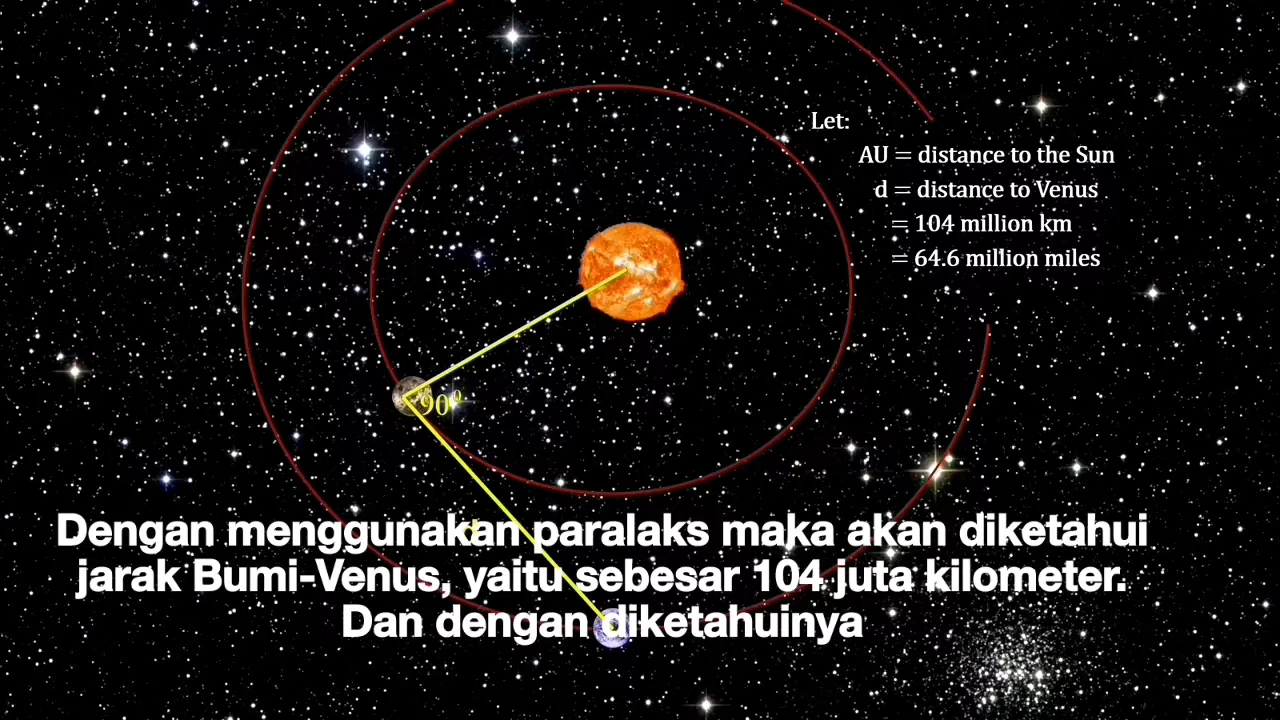 Let:
AU = distance to the Sun
d = distance to Venus
= 104 million km
= 64.6 million miles
90°
Dengan menggunakan paralaks maka akan diketahui
jarak Bumi-Venus, yaitu sebesar 104 juta kilometer.
Dan dengan diketahuinya